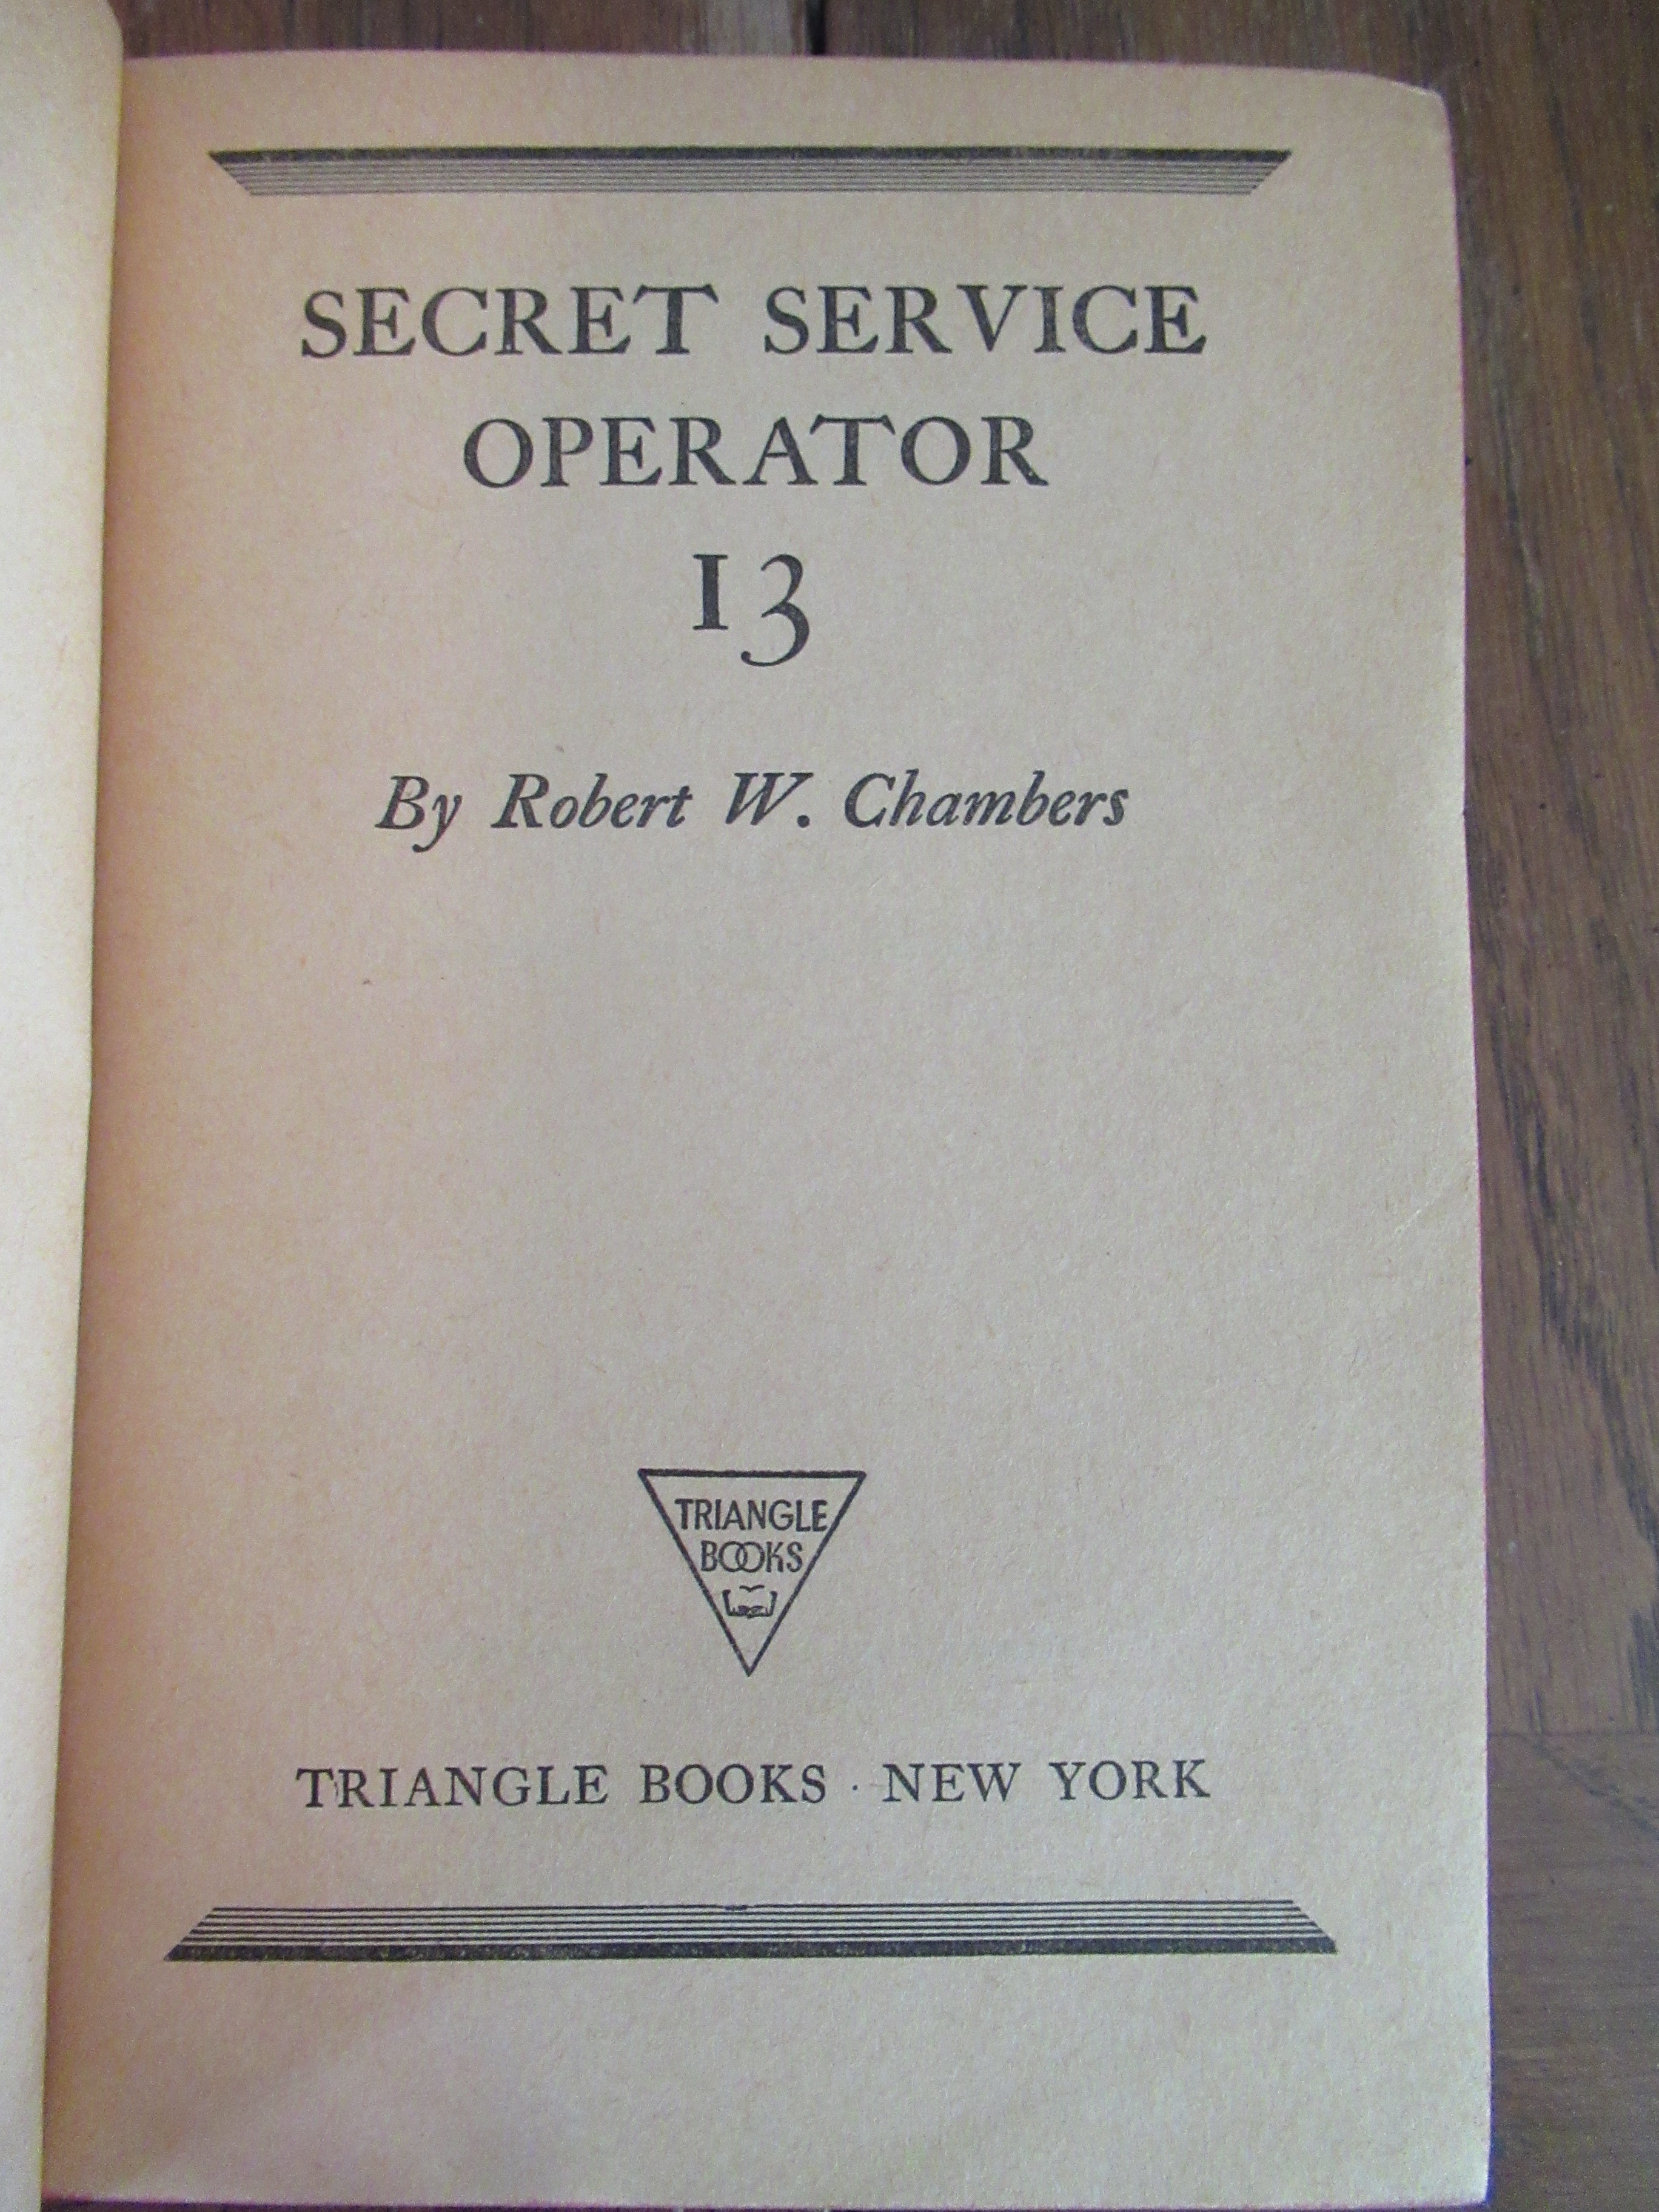 SECRET SERVICE
OPERATOR
13
By Robert W. Chambers
TRIANGLE
BOOKS
TRIANGLE BOOKS · NEW YORK